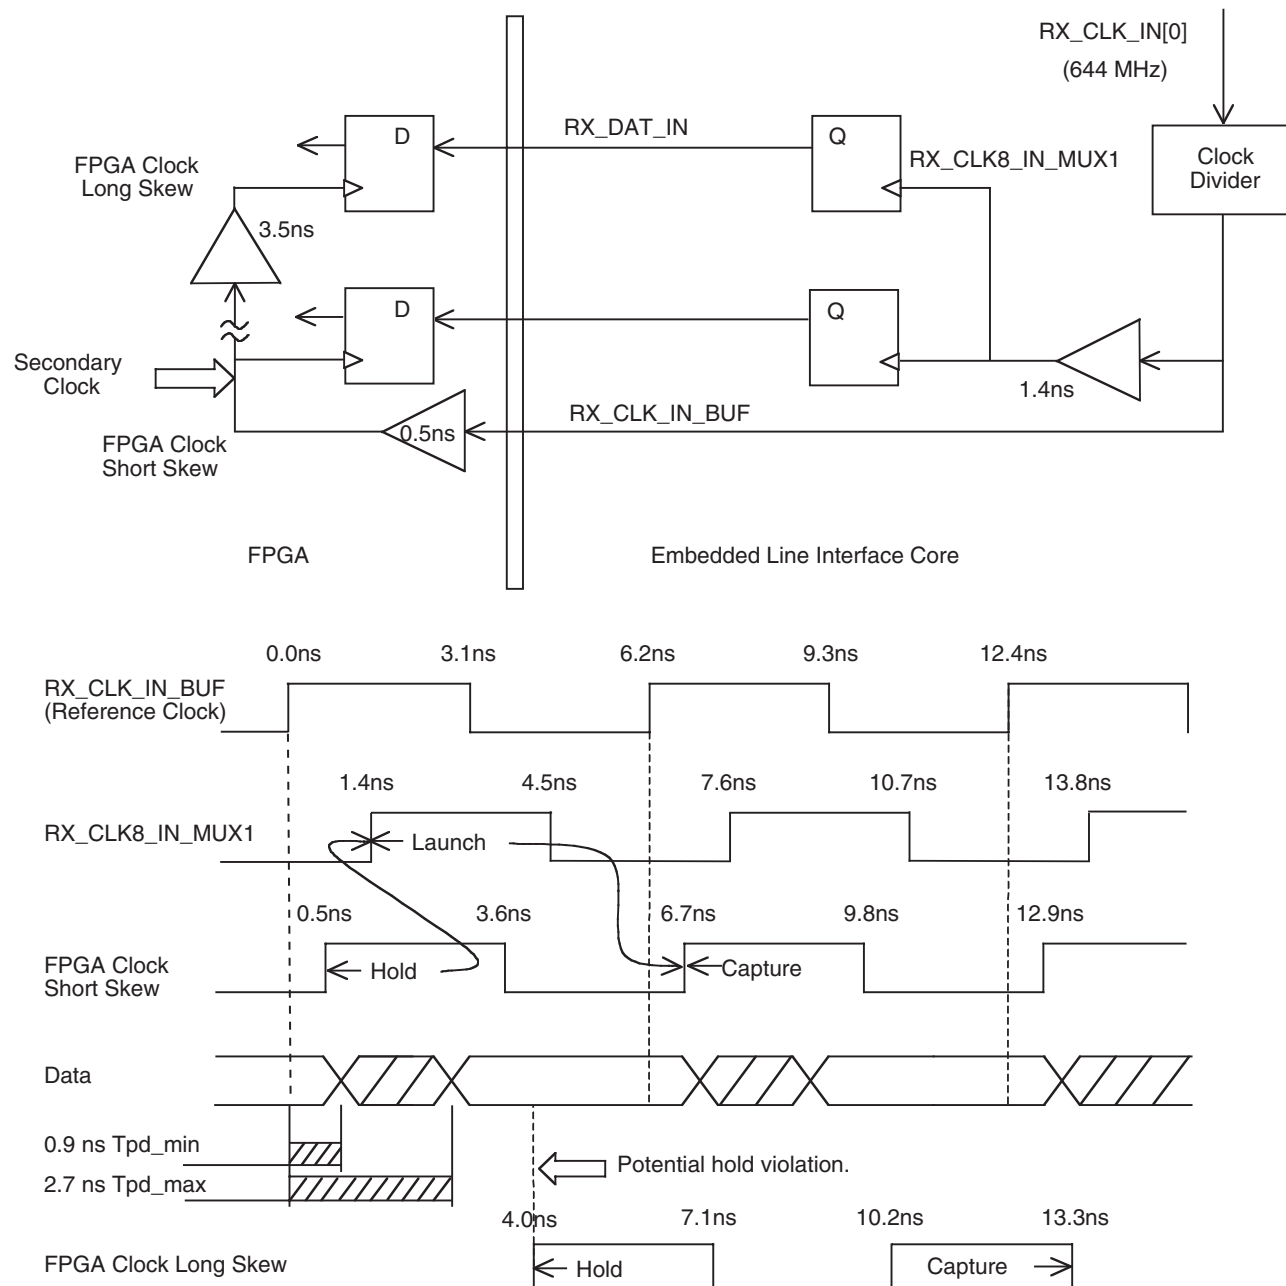 RX_CLK_IN[0]
(644 MHz)
Clock
Divider
D
RX_DAT_IN
Q
RX_CLK8_IN_MUX1
FPGA Clock
Long Skew
3.5ns
D
Q
Secondary
Clock
1.4ns
RX_CLK_IN_BUF
0.5ns
FPGA Clock
Short Skew
FPGA
Embedded Line Interface Core
0.0ns 3.1ns 6.2ns 9.3ns 12.4ns
RX_CLK_IN_BUF
(Reference Clock)
1.4ns 4.5ns 7.6ns 10.7ns 13.8ns
RX_CLK8_IN_MUX1
Launch
0.5ns 3.6ns 6.7ns 9.8ns 12.9ns
FPGA Clock
Short Skew
Hold
Capture
Data
0.9 ns Tpd_min
2.7 ns Tpd_max
Potential hold violation.
4.0ns 7.1ns 10.2ns 13.3ns
FPGA Clock Long Skew
Hold
Capture